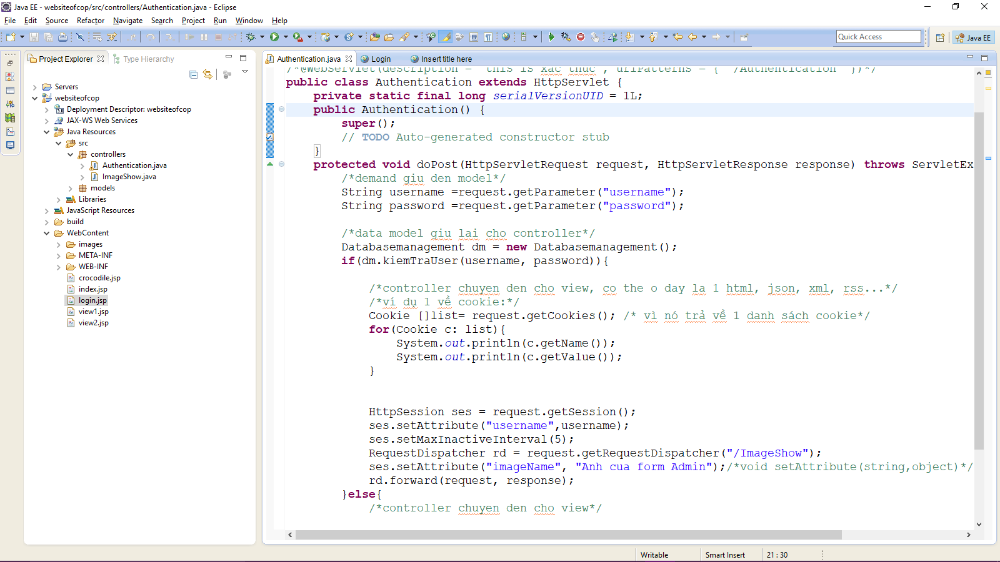 Java EE - websiteofcop/src/controllers/Authentication.java - Eclipse
File Edit Source Refactor Navigate Search Project Run Window Help
Quick Access
Java EE
Project Explorer
Type Hierarchy
Servers
websiteofcop
Deployment Descriptor: websiteofcop
JAX-WS Web Services
Java Resources
src
controllers
Authentication.java
ImageShow.java
models
Libraries
JavaScript Resources
build
WebContent
images
META-INF
WEB-INF
crocodile.jsp
index.jsp
login.jsp
view1.jsp
view2.jsp
Authentication.java
Login
Insert title here
/*@WebServlet(description = "this is xac thuc", urlPatterns = { "/Authentication" })*/
public class Authentication extends HttpServlet {
private static final long serialVersionUID = 1L;
public Authentication() {
super();
// TODO Auto-generated constructor stub
}
protected void doPost(HttpServletRequest request, HttpServletResponse response) throws ServletEx
/*demand giu den model*/
String username =request.getParameter("username");
String password =request.getParameter("password");
/*data model giu lai cho controller*/
Databasemanagement dm = new Databasemanagement();
if(dm.kiemTraUser(username, password)){
/*controller chuyen den cho view, co the o day la 1 html, json, xml, rss...*/
/*ví dụ 1 về cookie:*/
Cookie []list= request.getCookies(); /* vì nó trả về 1 danh sách cookie*/
for(Cookie c: list){
System.out.println(c.getName());
System.out.println(c.getValue());
}
HttpSession ses = request.getSession();
ses.setAttribute("username",username);
ses.setMaxInactiveInterval(5);
RequestDispatcher rd = request.getRequestDispatcher("/ImageShow");
ses.setAttribute("imageName", "Anh cua form Admin");/*void setAttribute(string,object)*/
rd.forward(request, response);
}else{
/*controller chuyen den cho view*/
Writable
Smart Insert
21 : 30